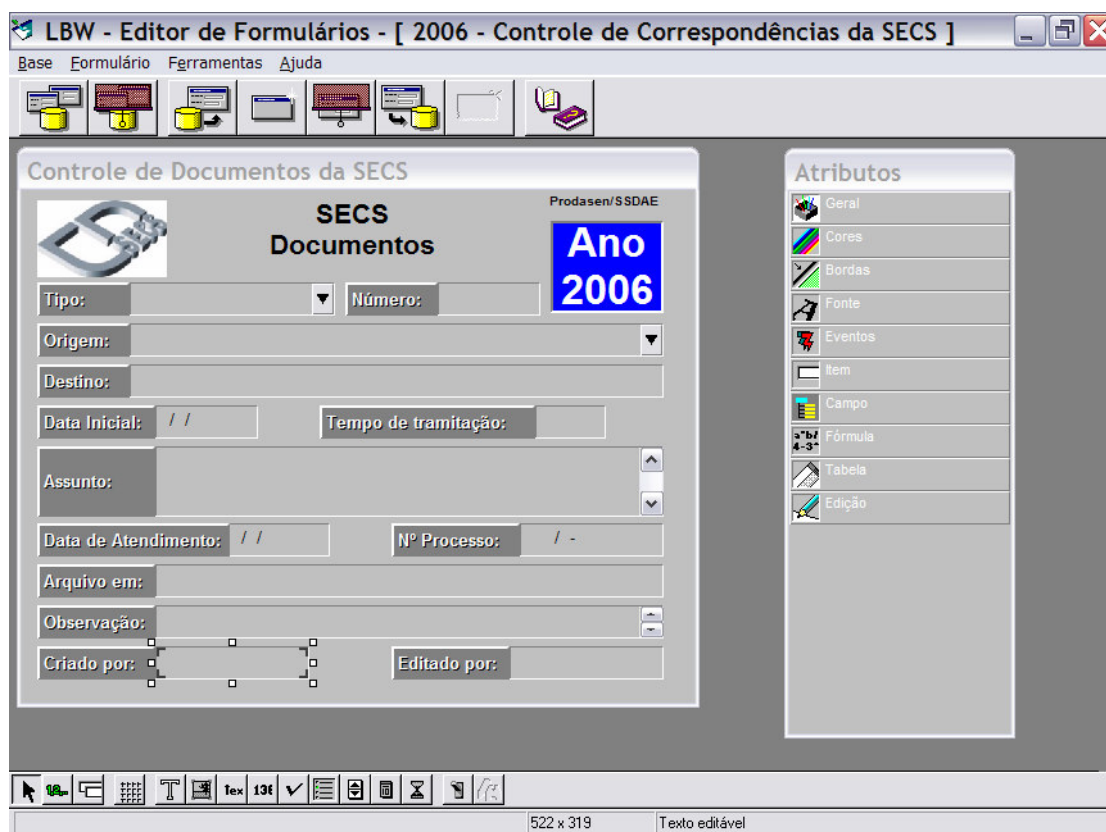 LBW - Editor de Formulários - [ 2006 - Controle de Correspondências da SECS ]
Base Formulário Ferramentas Ajuda
Controle de Documentos da SECS
SECS
Documentos
Prodasen/SSDAE
Ano
2006
Tipo:
Número:
Origem:
Destino:
Data Inicial: / /
Tempo de tramitação:
Assunto:
Data de Atendimento: / /
Nº Processo: / -
Arquivo em:
Observação:
Criado por:
Editado por:
Atributos
Geral
Cores
Bordas
Fonte
Eventos
Item
Campo
Fórmula
Tabela
Edição
522 x 319 Texto editável